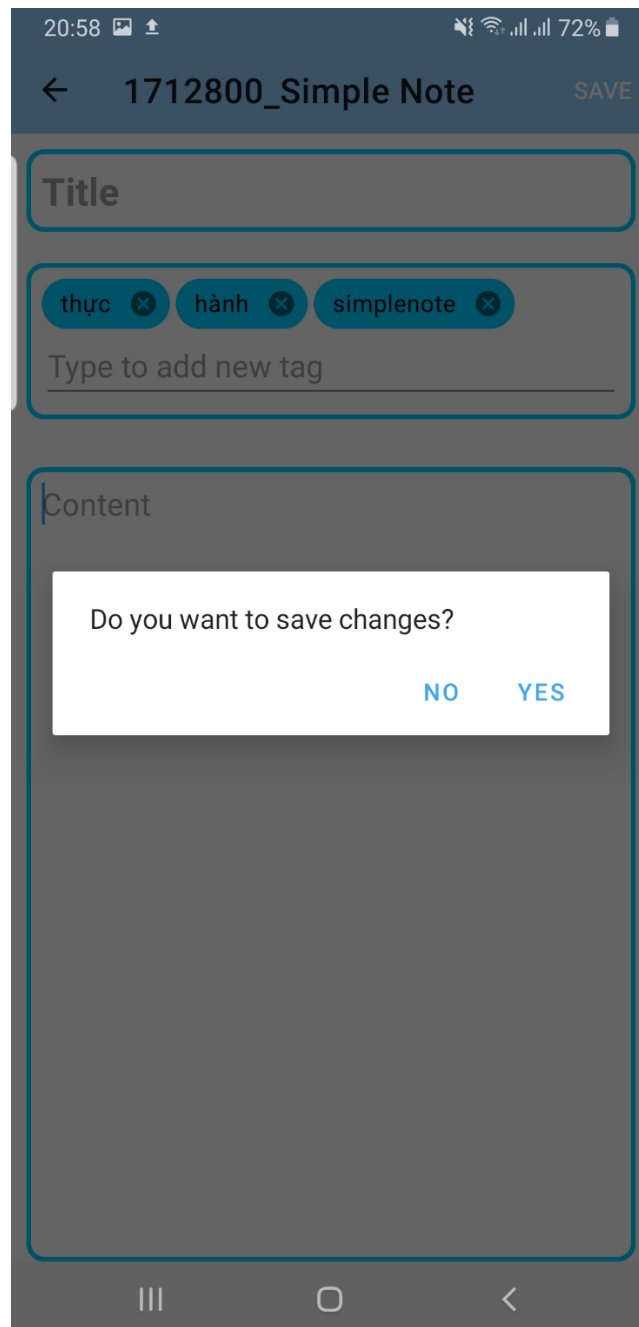 20:58 72%
1712800_Simple Note SAVE
Title
thực hành simplenote
Type to add new tag
Content
Do you want to save changes?
NO YES